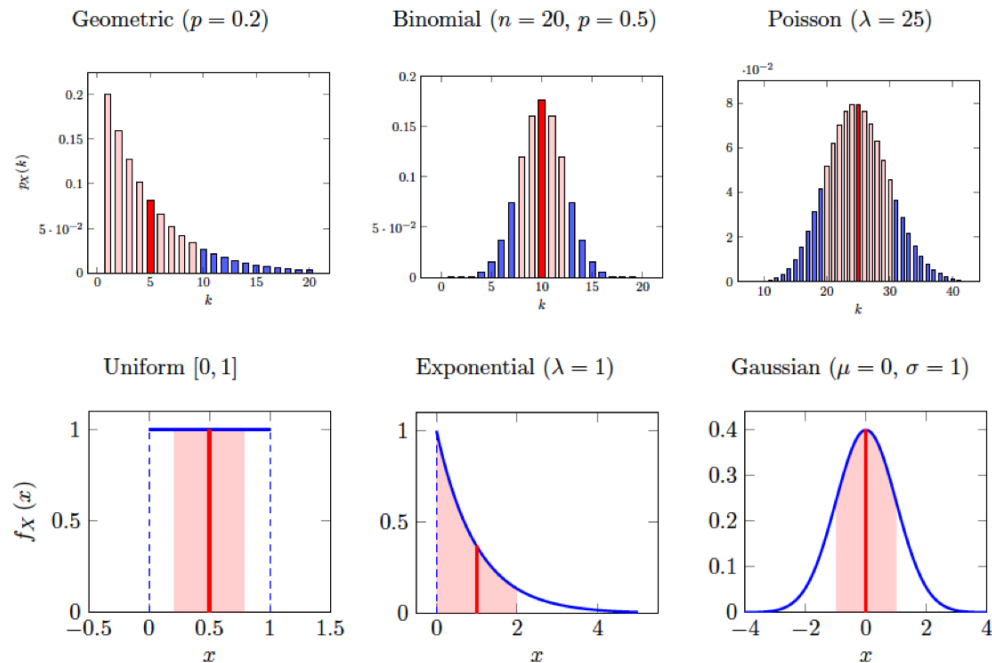 Geometric (p = 0.2)
Binomial (n = 20, p = 0.5)
Poisson (λ = 25)
0.2
0.15
0.1
5 · 10⁻²
0
p_X(k)
0 5 10 15 20
k
0.2
0.15
0.1
5 · 10⁻²
0
0 5 10 15 20
k
·10⁻²
8
6
4
2
0
10 20 30 40
k
Uniform [0, 1]
Exponential (λ = 1)
Gaussian (μ = 0, σ = 1)
1
0.5
0
f_X(x)
−0.5 0 0.5 1 1.5
x
1
0.5
0
0 2 4
x
0.4
0.3
0.2
0.1
0
−4 −2 0 2 4
x